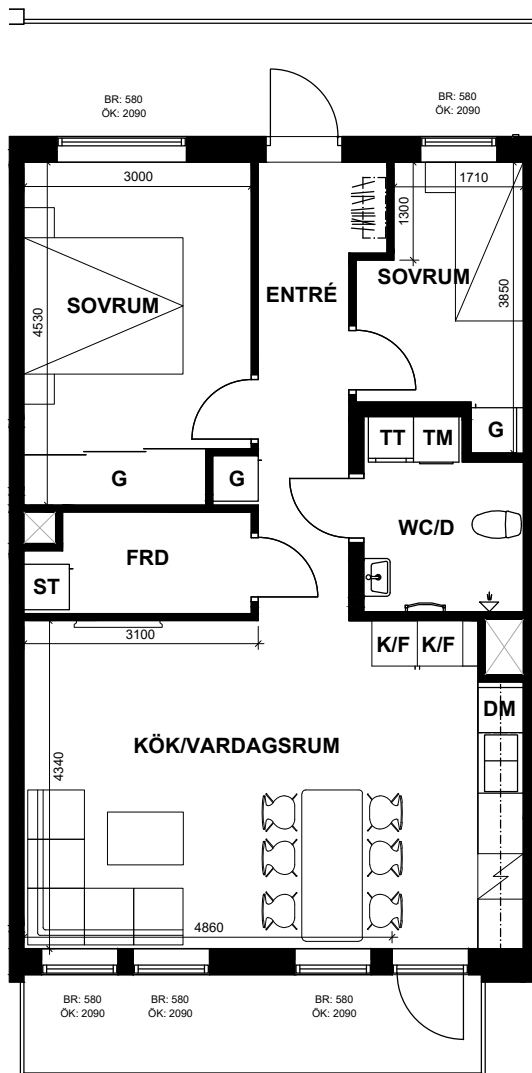 BR: 580
ÖK: 2090
BR: 580
ÖK: 2090
3000
1710
1300
SOVRUM
ENTRÉ
SOVRUM
3850
4530
TT
TM
G
G
G
WC/D
FRD
ST
3100
K/F
K/F
DM
KÖK/VARDAGSRUM
4340
4860
BR: 580
ÖK: 2090
BR: 580
ÖK: 2090
BR: 580
ÖK: 2090